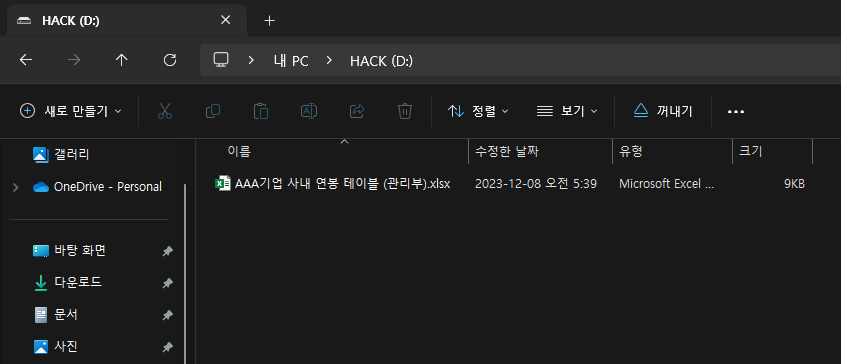 HACK (D:)
내 PC > HACK (D:)
새로 만들기 정렬 보기 꺼내기
이름 수정한 날짜 유형 크기
갤러리
AAA기업 사내 연봉 테이블 (관리부).xlsx 2023-12-08 오전 5:39 Microsoft Excel ... 9KB
OneDrive - Personal
바탕 화면
다운로드
문서
사진